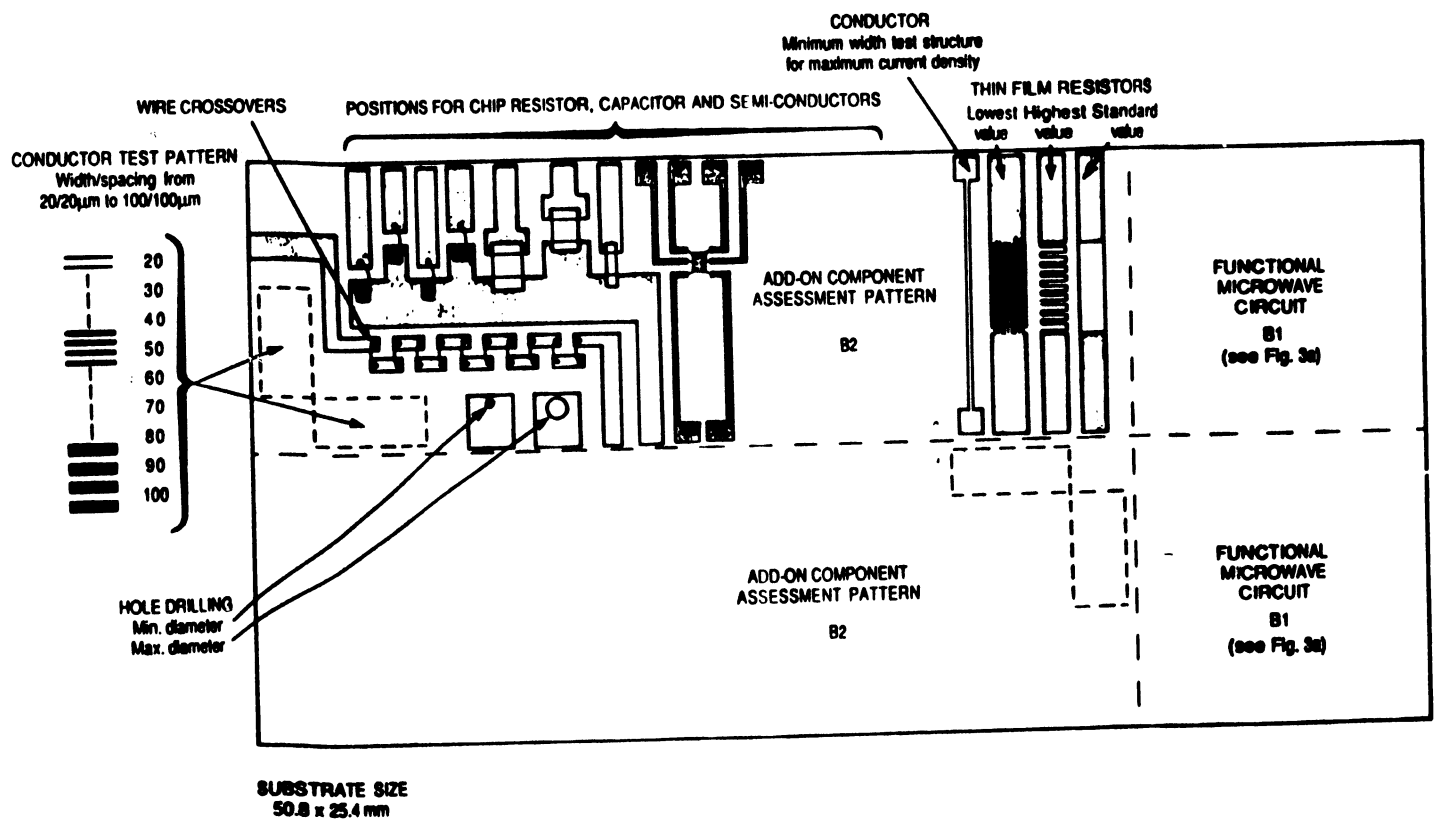 CONDUCTOR
Minimum width test structure
for maximum current density
WIRE CROSSOVERS
POSITIONS FOR CHIP RESISTOR, CAPACITOR AND SEMI-CONDUCTORS
THIN FILM RESISTORS
Lowest Highest Standard
value value value
CONDUCTOR TEST PATTERN
Width/spacing from
20/20µm to 100/100µm
20
30
40
50
60
70
80
90
100
ADD-ON COMPONENT
ASSESSMENT PATTERN
B2
FUNCTIONAL
MICROWAVE
CIRCUIT
B1
(see Fig. 3a)
HOLE DRILLING
Min. diameter
Max. diameter
ADD-ON COMPONENT
ASSESSMENT PATTERN
B2
FUNCTIONAL
MICROWAVE
CIRCUIT
B1
(see Fig. 3a)
SUBSTRATE SIZE
50.8 x 25.4 mm